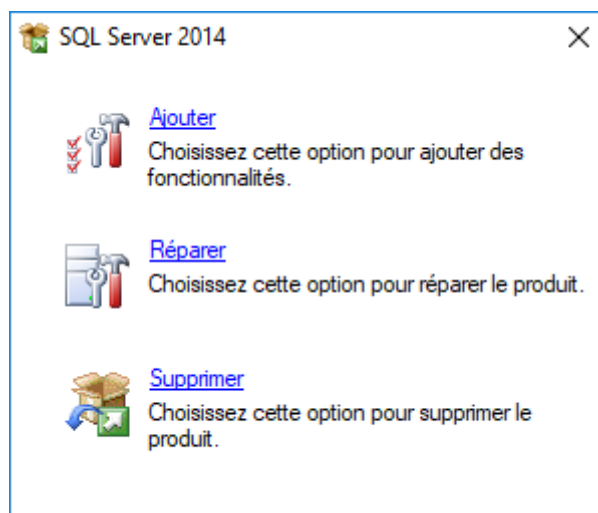 SQL Server 2014
Ajouter
Choisissez cette option pour ajouter des
fonctionnalités.
Réparer
Choisissez cette option pour réparer le produit.
Supprimer
Choisissez cette option pour supprimer le
produit.